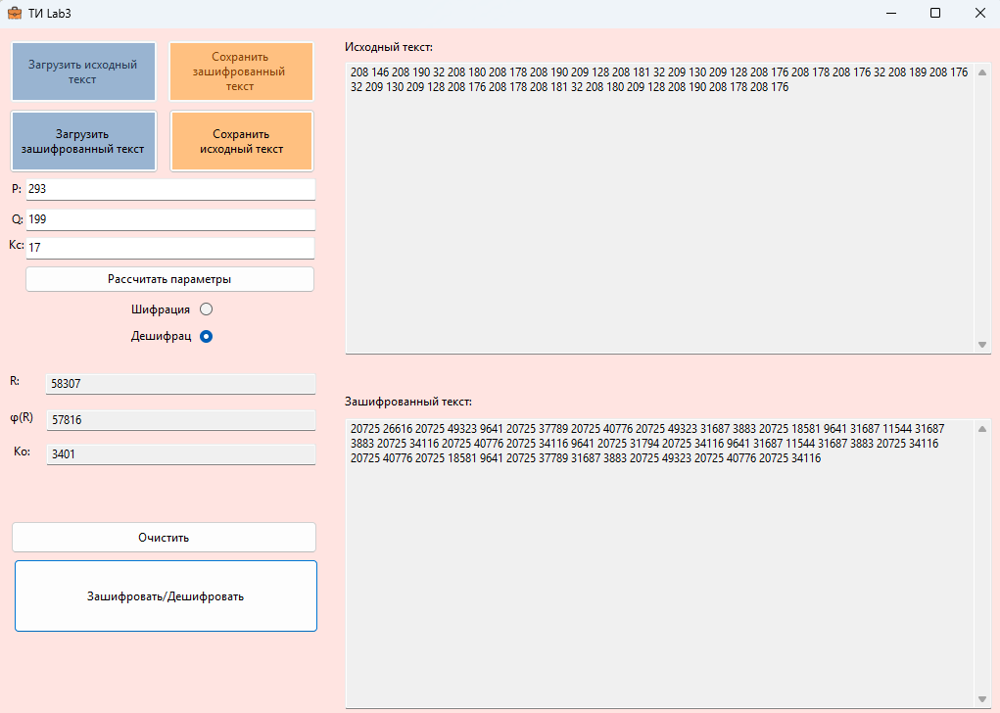 ТИ Lab3
Загрузить исходный
текст
Сохранить
зашифрованный
текст
Загрузить
зашифрованный текст
Сохранить
исходный текст
P: 293
Q: 199
Кс: 17
Рассчитать параметры
Шифрация
Дешифрац
R: 58307
φ(R) 57816
Ко: 3401
Очистить
Зашифровать/Дешифровать
Исходный текст:
208 146 208 190 32 208 180 208 178 208 190 209 128 208 181 32 209 130 209 128 208 176 208 178 208 176 32 208 189 208 176
32 209 130 209 128 208 176 208 178 208 181 32 208 180 209 128 208 190 208 178 208 176
Зашифрованный текст:
20725 26616 20725 49323 9641 20725 37789 20725 40776 20725 49323 31687 3883 20725 18581 9641 31687 11544 31687
3883 20725 34116 20725 40776 20725 34116 9641 20725 31794 20725 34116 9641 31687 11544 31687 3883 20725 34116
20725 40776 20725 18581 9641 20725 37789 31687 3883 20725 49323 20725 40776 20725 34116